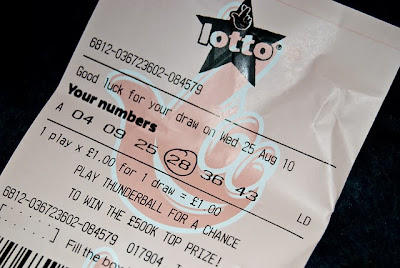 lotto
6812-036723602-084579
Good luck for your draw on Wed 25 Aug 10
Your numbers
A 04 09 25 28 36 43
LD
1 play x £1.00 for 1 draw = £1.00
PLAY THUNDERBALL FOR A CHANCE
TO WIN THE £500K TOP PRIZE!
6812-036723602-084579 017904
Fill the box